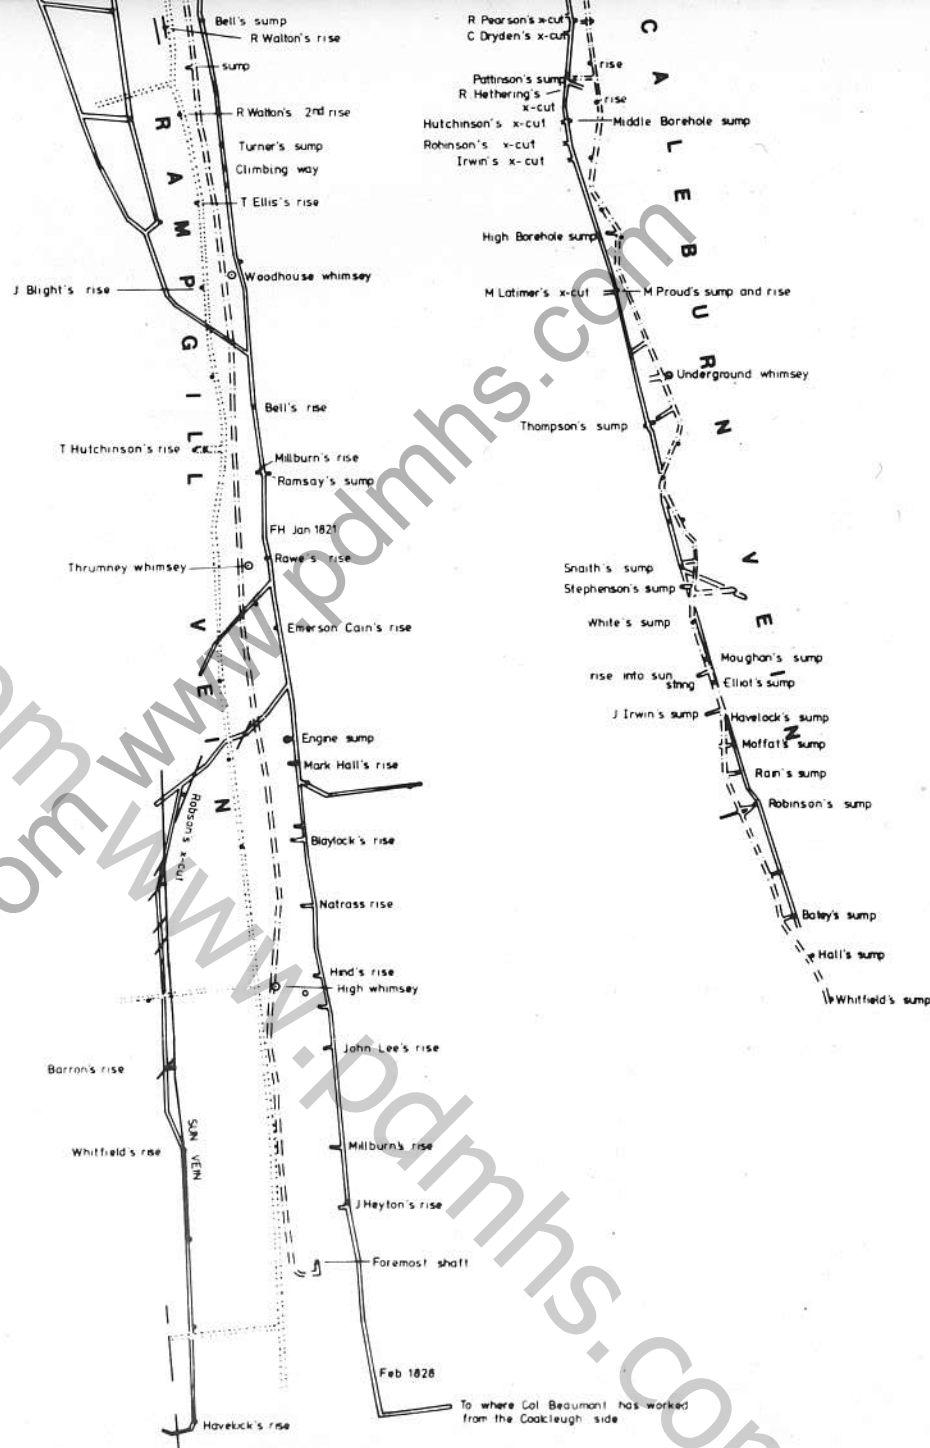 Bell's sump
R Walton's rise
sump
R Walton's 2nd rise
Turner's sump
Climbing way
T Ellis's rise
Woodhouse whimsey
J Blight's rise
RAMPGILL VEIN
Bell's rise
T Hutchinson's rise
Millburn's rise
Ramsay's sump
FH Jan 1821
Rawe's rise
Thrumney whimsey
Emerson Cain's rise
Engine sump
Mark Hall's rise
Robson's x-cut
Blaylock's rise
Natrass rise
Hind's rise
High whimsey
John Lee's rise
Barron's rise
SUN VEIN
Whitfield's rise
Millburn's rise
J Heyton's rise
Foremost shaft
Feb 1828
To where Col Beaumont has worked
from the Coalcleugh side
Havelock's rise
R Pearson's x-cut
C Dryden's x-cut
CALEBURN VEIN
rise
Pattinson's sump
R Hethering's
x-cut
rise
Hutchinson's x-cut
Middle Borehole sump
Robinson's x-cut
Irwin's x-cut
High Borehole sump
M Latimer's x-cut
M Proud's sump and rise
Underground whimsey
Thompson's sump
Snaith's sump
Stephenson's sump
White's sump
Moughan's sump
rise into sun
string
Elliot's sump
J Irwin's sump
Havelock's sump
Moffat's sump
Rain's sump
Robinson's sump
Batey's sump
Hall's sump
Whitfield's sump
www.pdmhs.com
www.pdmhs.com